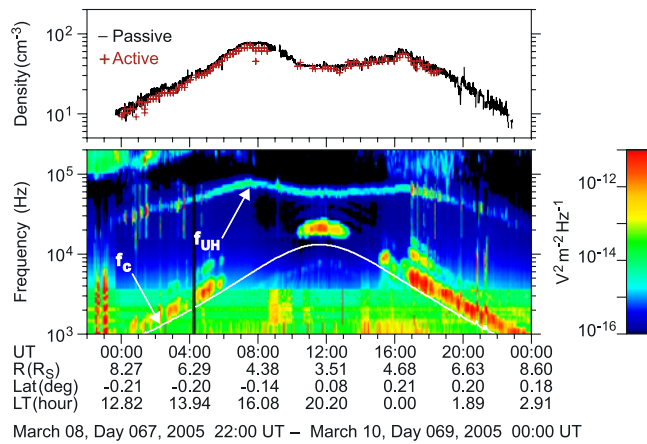 Density (cm-3)
10²
10¹
– Passive
+ Active
Frequency (Hz)
10⁵
10⁴
10³
fUH
fc
10⁻¹²
10⁻¹⁴
10⁻¹⁶
V² m⁻² Hz⁻¹
UT 00:00 04:00 08:00 12:00 16:00 20:00 00:00
R(RS) 8.27 6.29 4.38 3.51 4.68 6.63 8.60
Lat(deg) -0.21 -0.20 -0.14 0.08 0.21 0.20 0.18
LT(hour) 12.82 13.94 16.08 20.20 0.00 1.89 2.91
March 08, Day 067, 2005 22:00 UT – March 10, Day 069, 2005 00:00 UT